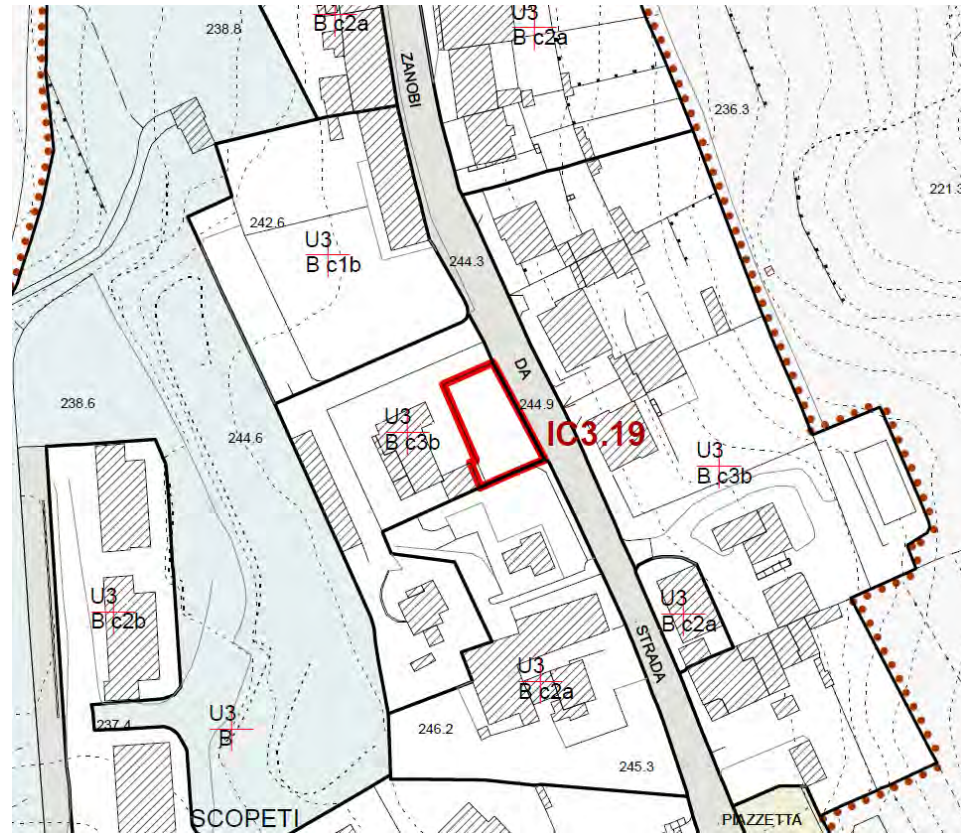 U3
B c2a
U3
B c2a
238.8
ZANOBI
236.3
221.3
242.6
U3
B c1b
244.3
DA
244.9
238.6
U3
B c3b
IC3.19
244.6
U3
B c3b
U3
B c2b
U3
B c2a
STRADA
U3
B c2a
237.4
U3
B
246.2
245.3
SCOPETI
PIAZZETTA